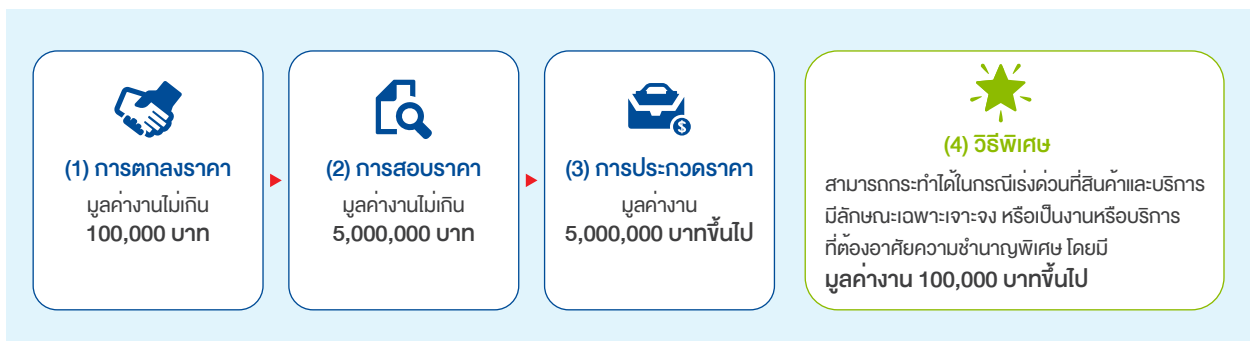 (1) การตกลงราคา
มูลค่างานไม่เกิน
100,000 บาท
(2) การสอบราคา
มูลค่างานไม่เกิน
5,000,000 บาท
(3) การประกวดราคา
มูลค่างาน
5,000,000 บาทขึ้นไป
(4) วิธีพิเศษ
สามารถกระทำได้ในกรณีเร่งด่วนที่สินค้าและบริการ
มีลักษณะเฉพาะเจาะจง หรือเป็นงานหรือบริการ
ที่ต้องอาศัยความชำนาญพิเศษ โดยมี
มูลค่างาน 100,000 บาทขึ้นไป